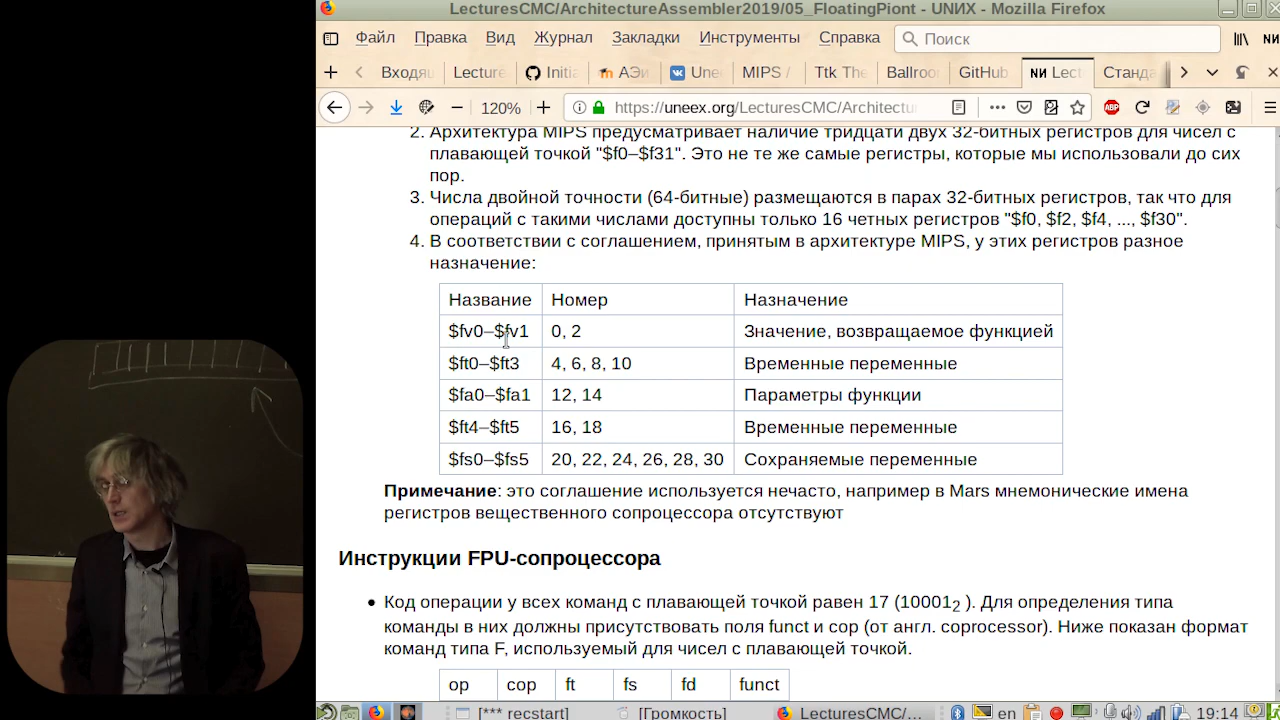 LecturesCMC/ArchitectureAssembler2019/05_FloatingPiont - UNИX - Mozilla Firefox
Файл Правка Вид Журнал Закладки Инструменты Справка Поиск
Входящ Lecture Initia АЭи Unee MIPS / Ttk The Ballroo GitHub Lect Станда
120% https://uneex.org/LecturesCMC/Architectu
2. Архитектура MIPS предусматривает наличие тридцати двух 32-битных регистров для чисел с
плавающей точкой "$f0–$f31". Это не те же самые регистры, которые мы использовали до сих
пор.
3. Числа двойной точности (64-битные) размещаются в парах 32-битных регистров, так что для
операций с такими числами доступны только 16 четных регистров "$f0, $f2, $f4, ..., $f30".
4. В соответствии с соглашением, принятым в архитектуре MIPS, у этих регистров разное
назначение:
Название Номер Назначение
$fv0–$fv1 0, 2 Значение, возвращаемое функцией
$ft0–$ft3 4, 6, 8, 10 Временные переменные
$fa0–$fa1 12, 14 Параметры функции
$ft4–$ft5 16, 18 Временные переменные
$fs0–$fs5 20, 22, 24, 26, 28, 30 Сохраняемые переменные
Примечание: это соглашение используется нечасто, например в Mars мнемонические имена
регистров вещественного сопроцессора отсутствуют
Инструкции FPU-сопроцессора
• Код операции у всех команд с плавающей точкой равен 17 (10001₂ ). Для определения типа
команды в них должны присутствовать поля funct и cop (от англ. coprocessor). Ниже показан формат
команд типа F, используемый для чисел с плавающей точкой.
op cop ft fs fd funct
[*** recstart] [Громкость] LecturesCMC/... en 19:14